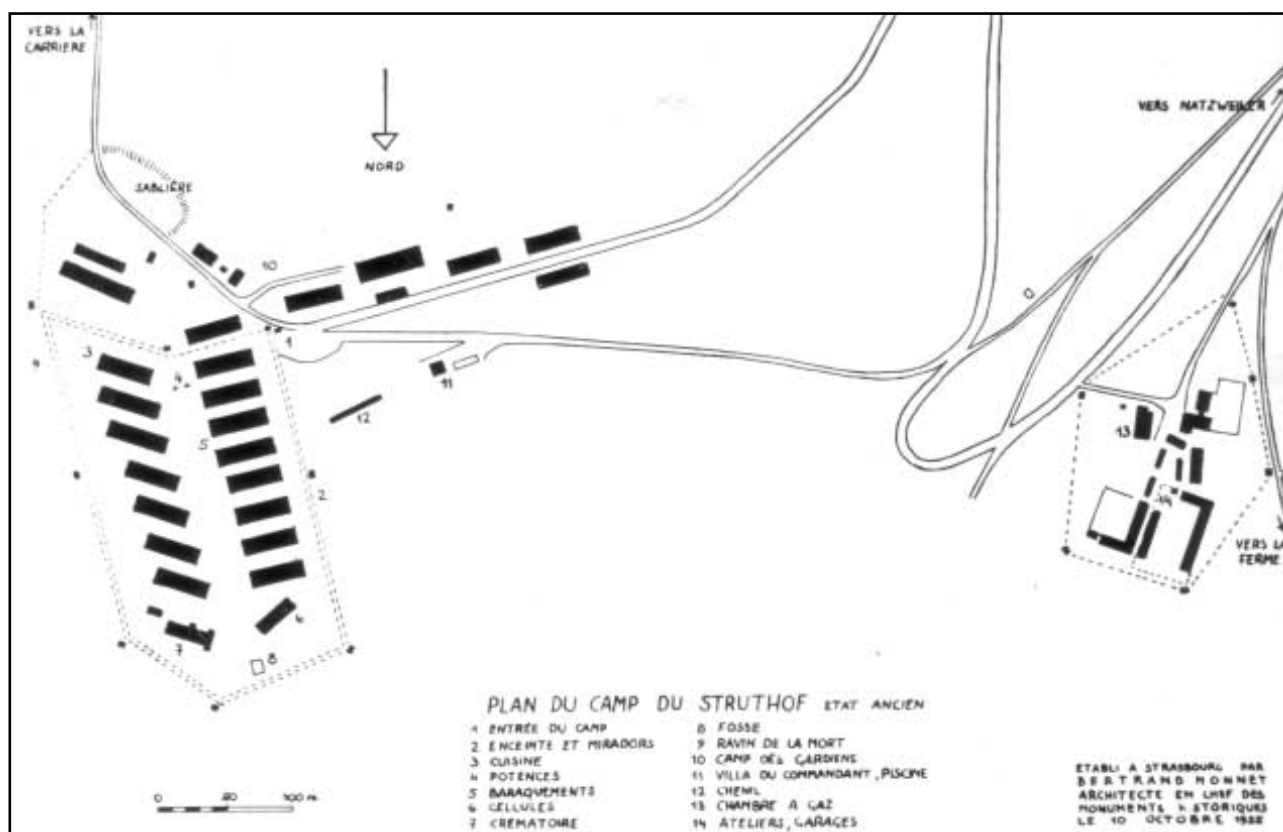 VERS LA
CARRIERE
NORD
SABLIÈRE
VERS NATZWEILER
10
3
1
4
11
12
5
2
13
14
VERS LA
FERME
6
7
8
PLAN DU CAMP DU STRUTHOF ETAT ANCIEN
1 ENTRÉE DU CAMP
2 ENCEINTE ET MIRADORS
3 CUISINE
4 POTENCES
5 BARAQUEMENTS
6 CELLULES
7 CREMATOIRE
8 FOSSE
9 RAVIN DE LA MORT
10 CAMP DES GARDIENS
11 VILLA DU COMMANDANT, PISCINE
12 CHENIL
13 CHAMBRE A GAZ
14 ATELIERS, GARAGES
0 50 100 m.
ETABLI A STRASBOURG PAR
BERTRAND MONNET
ARCHITECTE EN CHEF DES
MONUMENTS HISTORIQUES
LE 10 OCTOBRE